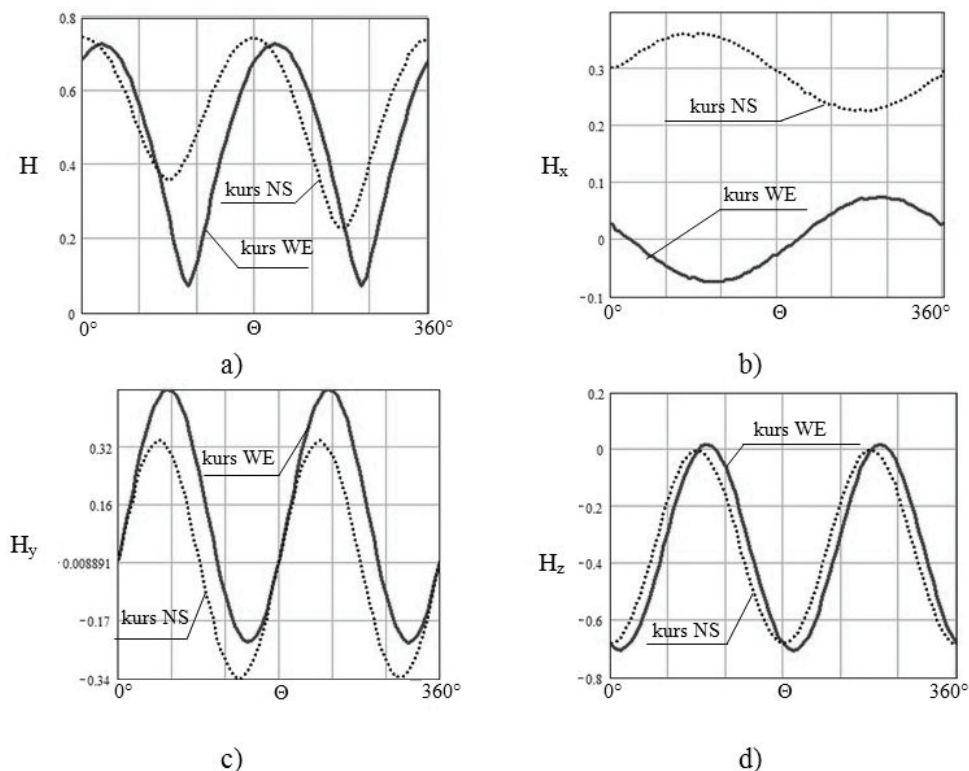 0.8
0.6
H
0.4
0.2
0
kurs NS
kurs WE
0° Θ 360°
a)
0.3
0.2
Hₓ
0.1
0
−0.1
kurs NS
kurs WE
0° Θ 360°
b)
0.32
0.16
Hᵧ
0.008891
−0.17
−0.34
kurs WE
kurs NS
0° Θ 360°
c)
0.2
0
−0.2
−0.4
H_z
−0.6
−0.8
kurs WE
kurs NS
0° Θ 360°
d)